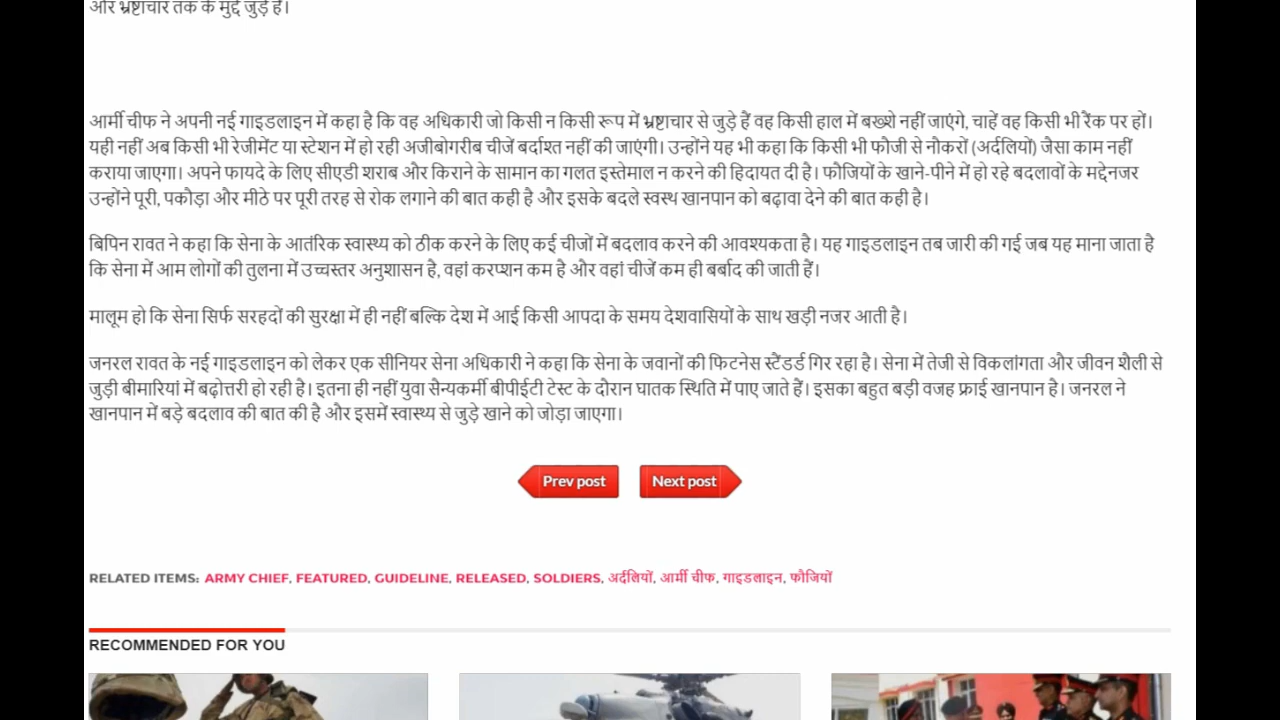 और भ्रष्टाचार तक के मुद्दे जुड़े हैं।
आर्मी चीफ ने अपनी नई गाइडलाइन में कहा है कि वह अधिकारी जो किसी न किसी रूप में भ्रष्टाचार से जुड़े हैं वह किसी हाल में बख्शे नहीं जाएंगे, चाहें वह किसी भी रैंक पर हों।
यही नहीं अब किसी भी रेजीमेंट या स्टेशन में हो रही अजीबोगरीब चीजें बर्दाश्त नहीं की जाएंगी। उन्होंने यह भी कहा कि किसी भी फौजी से नौकरों (अर्दलियों) जैसा काम नहीं
कराया जाएगा। अपने फायदे के लिए सीएडी शराब और किराने के सामान का गलत इस्तेमाल न करने की हिदायत दी है। फौजियों के खाने-पीने में हो रहे बदलावों के मद्देनजर
उन्होंने पूरी, पकौड़ा और मीठे पर पूरी तरह से रोक लगाने की बात कही है और इसके बदले स्वस्थ खानपान को बढ़ावा देने की बात कही है।
बिपिन रावत ने कहा कि सेना के आतंरिक स्वास्थ्य को ठीक करने के लिए कई चीजों में बदलाव करने की आवश्यकता है। यह गाइडलाइन तब जारी की गई जब यह माना जाता है
कि सेना में आम लोगों की तुलना में उच्चस्तर अनुशासन है, वहां करप्शन कम है और वहां चीजें कम ही बर्बाद की जाती हैं।
मालूम हो कि सेना सिर्फ सरहदों की सुरक्षा में ही नहीं बल्कि देश में आई किसी आपदा के समय देशवासियों के साथ खड़ी नजर आती है।
जनरल रावत के नई गाइडलाइन को लेकर एक सीनियर सेना अधिकारी ने कहा कि सेना के जवानों की फिटनेस स्टैंडर्ड गिर रहा है। सेना में तेजी से विकलांगता और जीवन शैली से
जुड़ी बीमारियां में बढ़ोत्तरी हो रही है। इतना ही नहीं युवा सैन्यकर्मी बीपीईटी टेस्ट के दौरान घातक स्थिति में पाए जाते हैं। इसका बहुत बड़ी वजह फ्राई खानपान है। जनरल ने
खानपान में बड़े बदलाव की बात की है और इसमें स्वास्थ्य से जुड़े खाने को जोड़ा जाएगा।
Prev post Next post
RELATED ITEMS: ARMY CHIEF, FEATURED, GUIDELINE, RELEASED, SOLDIERS, अर्दलियों, आर्मी चीफ, गाइडलाइन, फौजियों
RECOMMENDED FOR YOU